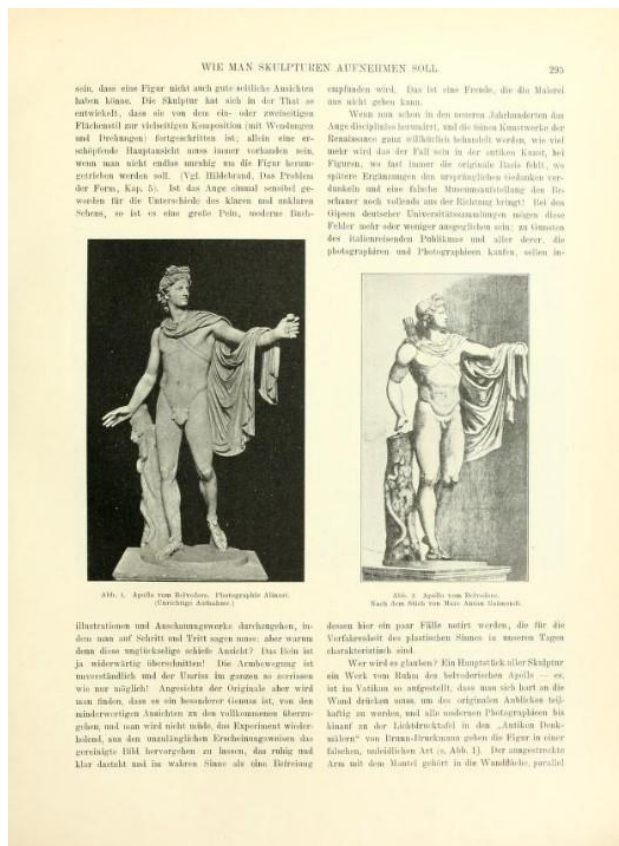 WIE MAN SKULPTUREN AUFNEHMEN SOLL 295
sein, dass eine Figur nicht auch gute seitliche Ansichten
haben könne. Die Skulptur hat sich in der That so
entwickelt, dass sie von dem ein- oder zweiseitigen
Flächenstil zur vielseitigen Komposition (mit Wendungen
und Drehungen) fortgeschritten ist; allein eine er-
schöpfende Hauptansicht muss immer vorhanden sein,
wenn man nicht endlos unruhig um die Figur herum-
getrieben werden soll. (Vgl. Hildebrand, Das Problem
der Form, Kap. 5). Ist das Auge einmal sensibel ge-
worden für die Unterschiede des klaren und unklaren
Sehens, so ist es eine große Pein, moderne Buch-
Abb. 1. Apollo vom Belvedere. Photographie Alinari.
(Unrichtige Aufnahme.)
illustrationen und Anschauungswerke durchzugehen, in-
dem man auf Schritt und Tritt sagen muss: aber warum
denn diese unglückselige schiefe Ansicht? Das Bein ist
ja widerwärtig überschnitten! Die Armbewegung ist
unverständlich und der Umriss im ganzen so zerrissen
wie nur möglich! Angesichts der Originale aber wird
man finden, dass es ein besonderer Genuss ist, von den
minderwertigen Ansichten zu den vollkommenen überzu-
gehen, und man wird nicht müde, das Experiment wieder-
holend, aus den unzulänglichen Erscheinungsweisen das
gereinigte Bild hervorgehen zu lassen, das ruhig und
klar dasteht und im wahren Sinne als eine Befreiung
empfunden wird. Das ist eine Freude, die die Malerei
uns nicht geben kann.
Wenn nun schon in den neueren Jahrhunderten das
Auge disciplinlos herumirrt, und die feinen Kunstwerke der
Renaissance ganz willkürlich behandelt werden, wie viel
mehr wird das der Fall sein in der antiken Kunst, bei
Figuren, wo fast immer die originale Basis fehlt, wo
spätere Ergänzungen den ursprünglichen Gedanken ver-
dunkeln und eine falsche Museumsaufstellung den Be-
schauer noch vollends aus der Richtung bringt! Bei den
Gipsen deutscher Universitätssammlungen mögen diese
Fehler mehr oder weniger ausgeglichen sein; zu Gunsten
des italienreisenden Publikums und aller derer, die
photographiren und Photographieen kaufen, sollen in-
Abb. 2. Apollo vom Belvedere.
Nach dem Stich von Marc Anton Raimondi.
dessen hier ein paar Fälle notirt werden, die für die
Verfahrenheit des plastischen Sinnes in unseren Tagen
charakteristisch sind.
Wer wird es glauben? Ein Hauptstück aller Skulptur
ein Werk vom Ruhm des belvederischen Apolls — es,
ist im Vatikan so aufgestellt, dass man sich hart an die
Wand drücken muss, um des originalen Anblickes teil-
haftig zu werden, und alle modernen Photographieen bis
hinauf zu der Lichtdrucktafel in den „Antiken Denk-
mälern“ von Brunn-Bruckmann geben die Figur in einer
falschen, unleidlichen Art (s. Abb. 1). Der ausgestreckte
Arm mit dem Mantel gehört in die Wandfläche, parallel